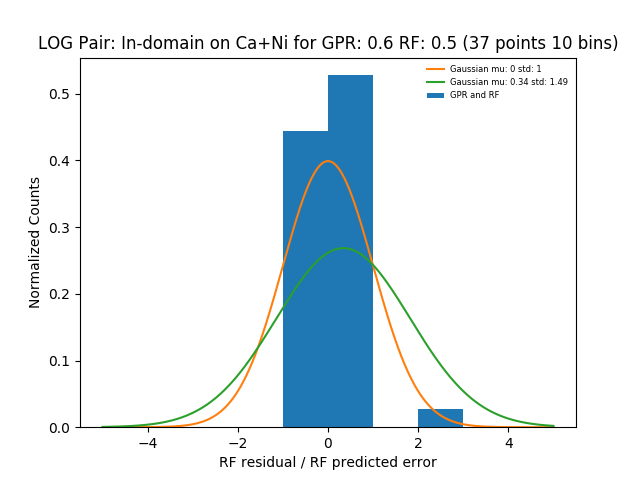 LOG Pair: In-domain on Ca+Ni for GPR: 0.6 RF: 0.5 (37 points 10 bins)
Gaussian mu: 0 std: 1
Gaussian mu: 0.34 std: 1.49
GPR and RF
Normalized Counts
0.5
0.4
0.3
0.2
0.1
0.0
−4
−2
0
2
4
RF residual / RF predicted error